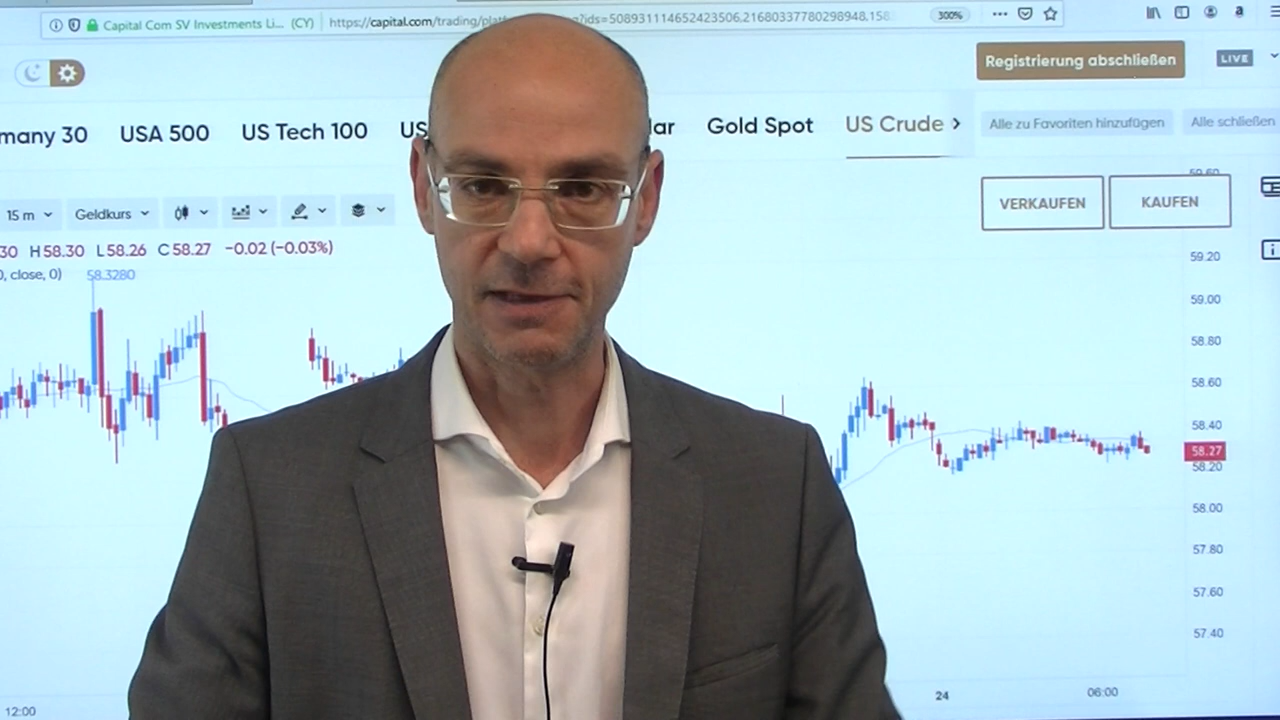 Capital Com SV Investments Li... (CY)
https://capital.com/trading/
300%
Registrierung abschließen
LIVE
many 30 USA 500 US Tech 100 US lar Gold Spot US Crude
Alle zu Favoriten hinzufügen
Alle schließen
15 m Geldkurs
VERKAUFEN
KAUFEN
30 H58.30 L58.26 C58.27 −0.02 (−0.03%)
0, close, 0) 58.3280
59.20
59.00
58.80
58.60
58.40
58.27
58.20
58.00
57.80
57.60
57.40
12:00
24
06:00